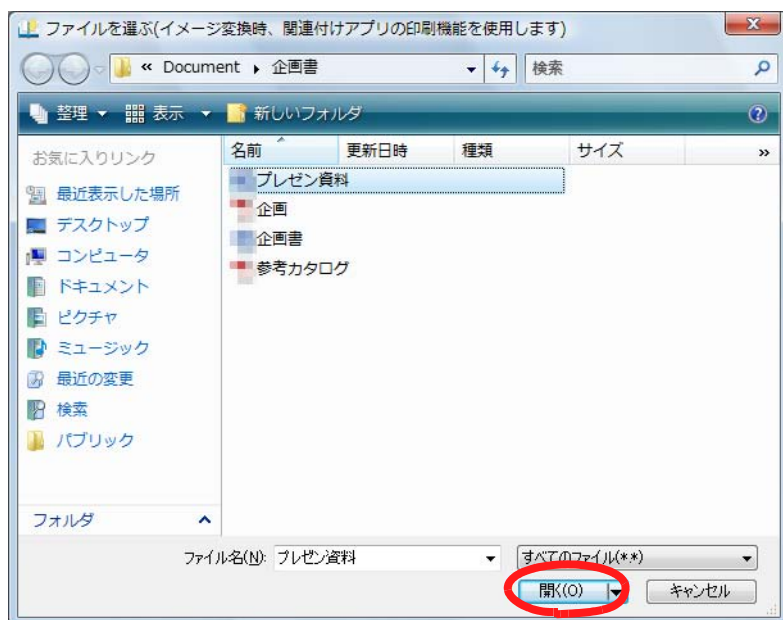 ファイルを選ぶ(イメージ変換時、関連付けアプリの印刷機能を使用します)
« Document 企画書
検索
整理 表示 新しいフォルダ
お気に入りリンク
最近表示した場所
デスクトップ
コンピュータ
ドキュメント
ピクチャ
ミュージック
最近の変更
検索
パブリック
フォルダ
名前 更新日時 種類 サイズ »
プレゼン資料
企画
企画書
参考カタログ
ファイル名(N): プレゼン資料
すべてのファイル(*.*)
開く(O) キャンセル